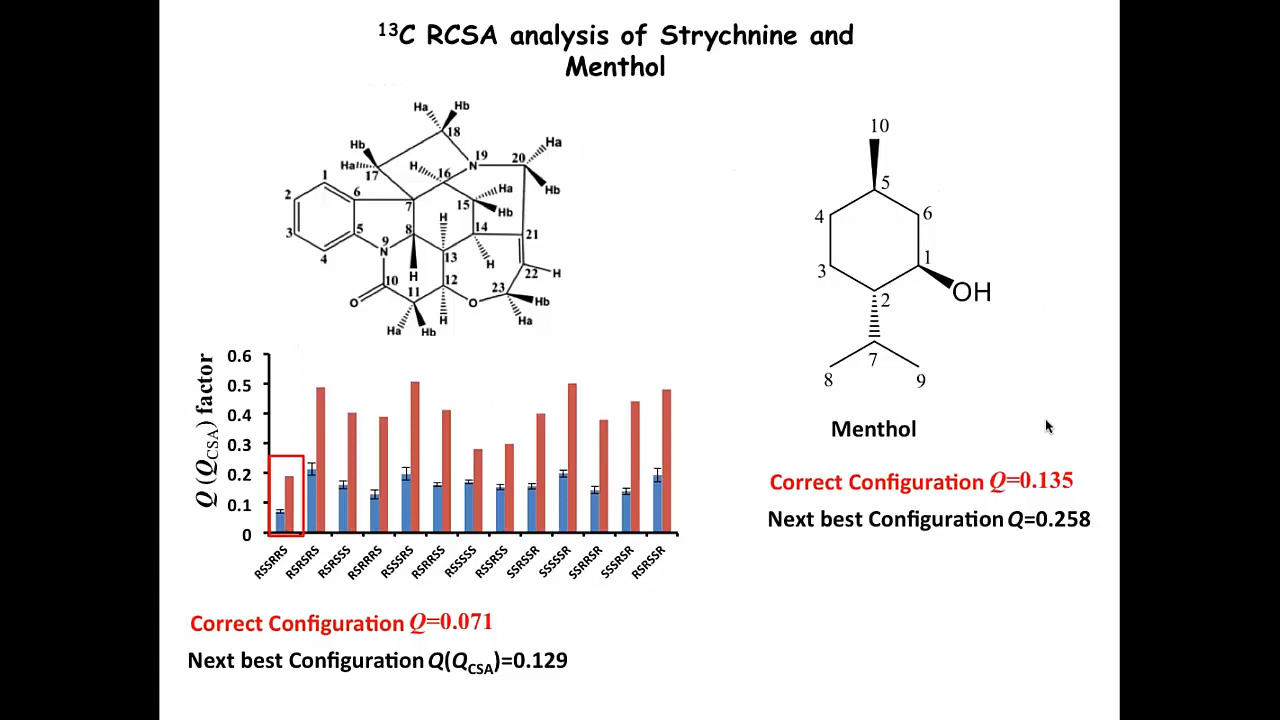 ¹³C RCSA analysis of Strychnine and
Menthol
Ha Hb
18
Hb
Ha
17
H
16
19
N
20
Ha
Hb
1
2
6
3
5
4
7
15
Ha
Hb
H
8
9
N
14
21
13
H
H
10
11
12
22
H
O
O
23
Hb
Ha
Ha
Hb
H
10
5
4
6
3
1
2
OH
7
8
9
Menthol
Correct Configuration Q=0.135
Next best Configuration Q=0.258
Q (Q_CSA) factor
0.6
0.5
0.4
0.3
0.2
0.1
0
RSSRRS
RSRSRS
RSRSSS
RSRRRS
RSSSRS
RSRRSS
RSSSSS
RSSRSS
SSRSSR
SSSSSR
SSRRSR
SSSRSR
RSRSSR
Correct Configuration Q=0.071
Next best Configuration Q(Q_CSA)=0.129